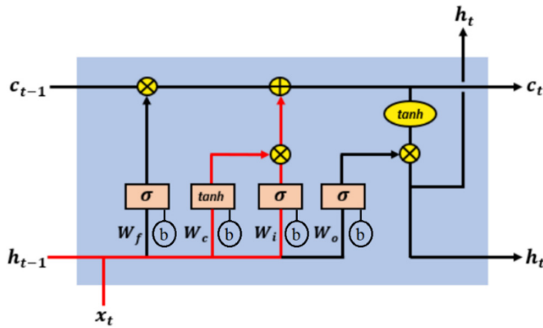 h_t
c_{t-1}
c_t
tanh
σ tanh σ σ
W_f b W_c b W_i b W_o b
h_{t-1}
h_t
x_t